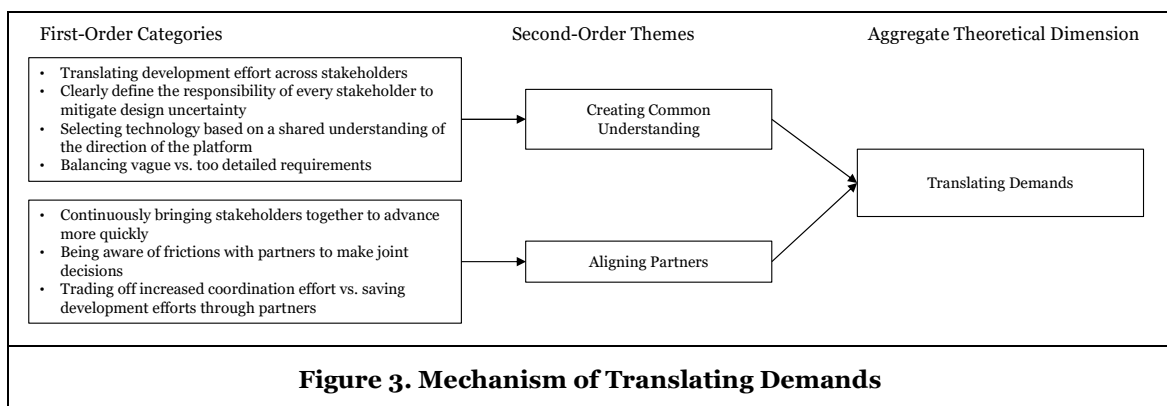 First-Order Categories
Second-Order Themes
Aggregate Theoretical Dimension
• Translating development effort across stakeholders
• Clearly define the responsibility of every stakeholder to
mitigate design uncertainty
• Selecting technology based on a shared understanding of
the direction of the platform
• Balancing vague vs. too detailed requirements
Creating Common
Understanding
Translating Demands
• Continuously bringing stakeholders together to advance
more quickly
• Being aware of frictions with partners to make joint
decisions
• Trading off increased coordination effort vs. saving
development efforts through partners
Aligning Partners
Figure 3. Mechanism of Translating Demands